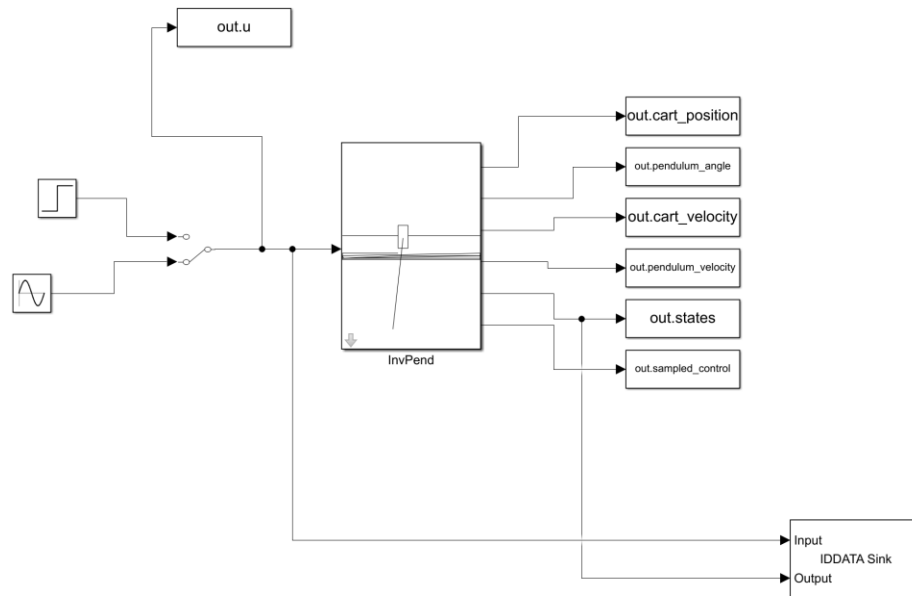 out.u
out.cart_position
out.pendulum_angle
out.cart_velocity
out.pendulum_velocity
out.states
out.sampled_control
InvPend
Input
IDDATA Sink
Output